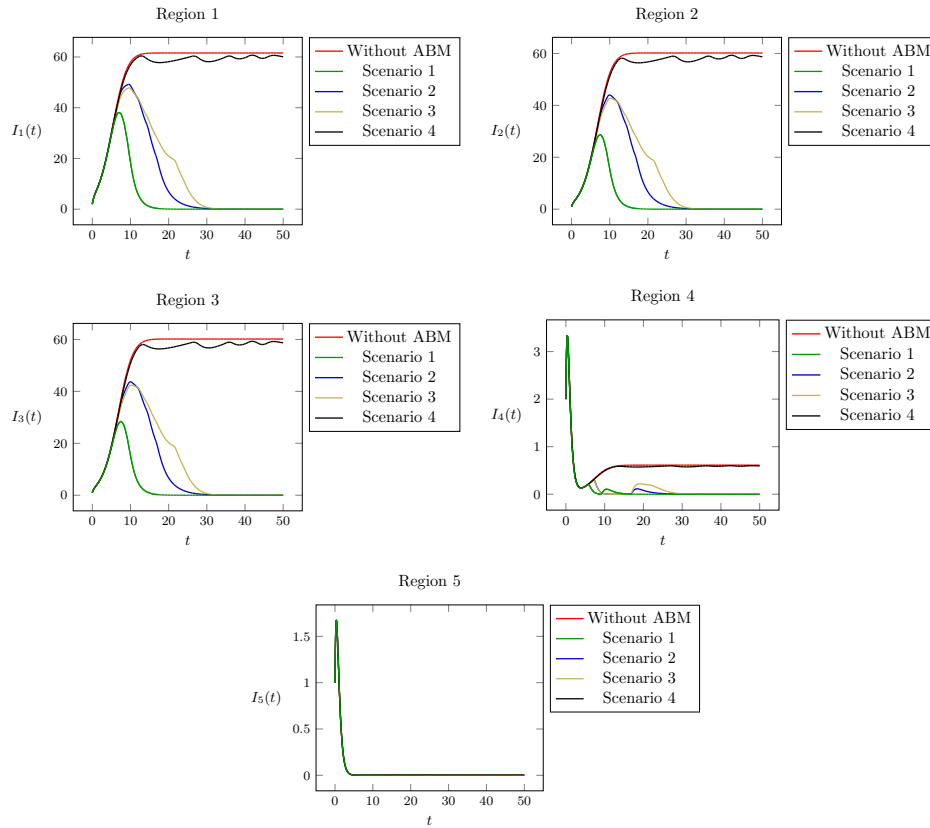 Region 1
I₁(t)
60
40
20
0
0 10 20 30 40 50
t
Without ABM
Scenario 1
Scenario 2
Scenario 3
Scenario 4
Region 2
I₂(t)
60
40
20
0
0 10 20 30 40 50
t
Without ABM
Scenario 1
Scenario 2
Scenario 3
Scenario 4
Region 3
I₃(t)
60
40
20
0
0 10 20 30 40 50
t
Without ABM
Scenario 1
Scenario 2
Scenario 3
Scenario 4
Region 4
I₄(t)
3
2
1
0
0 10 20 30 40 50
t
Without ABM
Scenario 1
Scenario 2
Scenario 3
Scenario 4
Region 5
I₅(t)
1.5
1
0.5
0
0 10 20 30 40 50
t
Without ABM
Scenario 1
Scenario 2
Scenario 3
Scenario 4